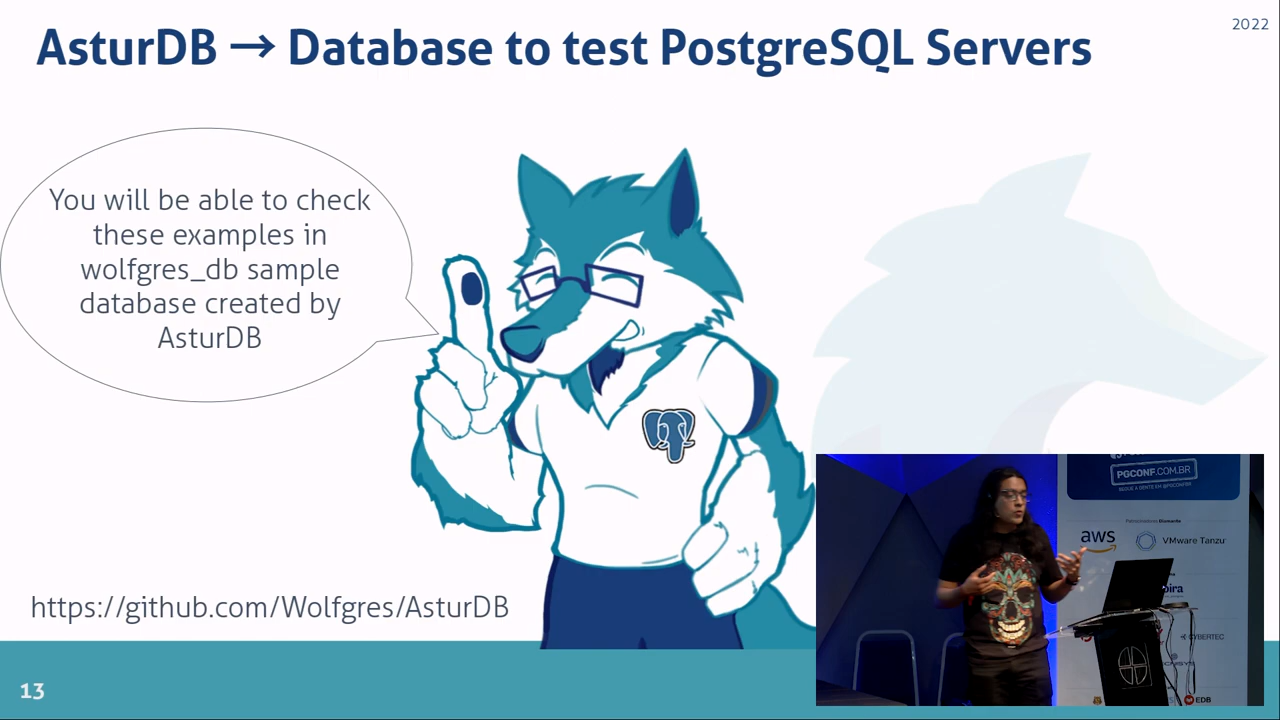 AsturDB → Database to test PostgreSQL Servers
2022
You will be able to check
these examples in
wolfgres_db sample
database created by
AsturDB
https://github.com/Wolfgres/AsturDB
13
PGCONF.COM.BR
aws
VMware Tanzu
CYBERTEC
EDB